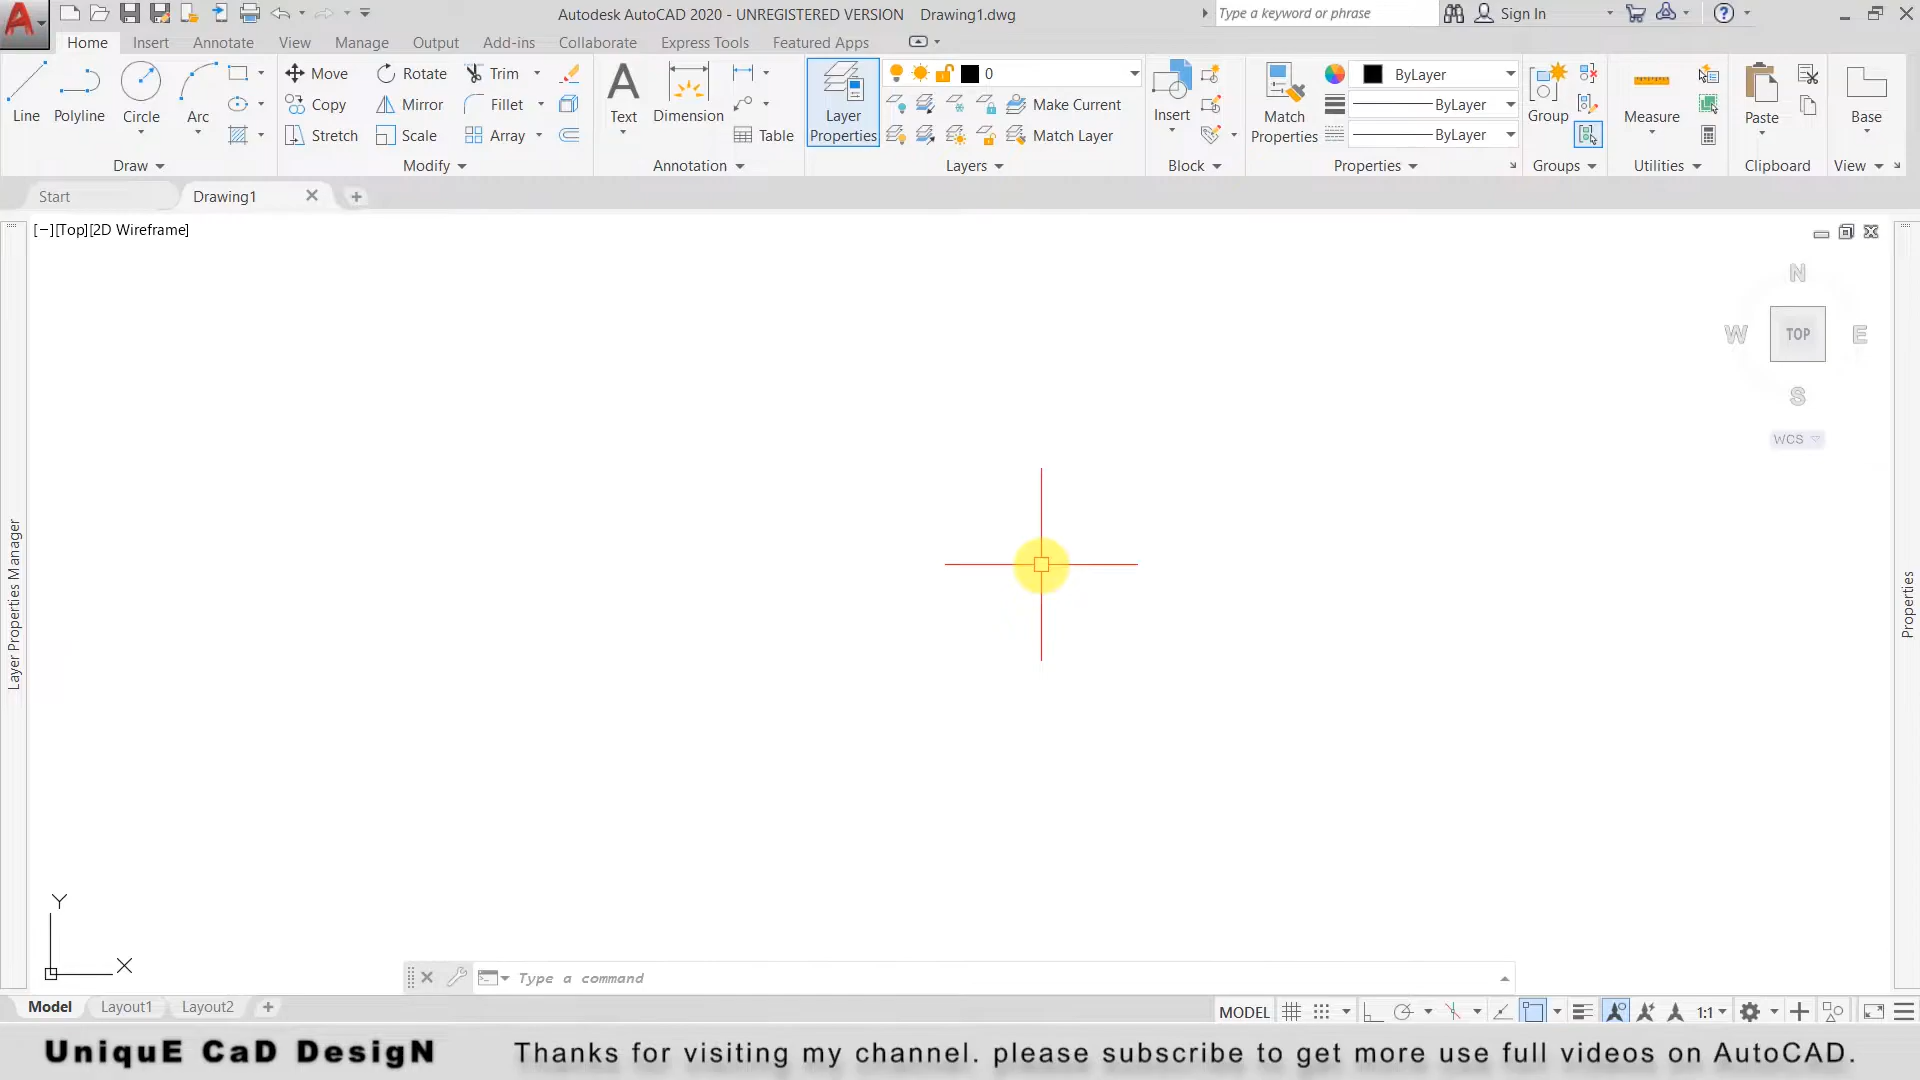 Autodesk AutoCAD 2020 - UNREGISTERED VERSION Drawing1.dwg
Type a keyword or phrase
Sign In
Home Insert Annotate View Manage Output Add-ins Collaborate Express Tools Featured Apps
Line Polyline Circle Arc
Move Rotate Trim
Copy Mirror Fillet
Stretch Scale Array
Text Dimension
Table
Layer Properties
0
Make Current
Match Layer
Insert
Match Properties
ByLayer
ByLayer
ByLayer
Group
Measure
Paste
Base
Draw Modify Annotation Layers Block Properties Groups Utilities Clipboard View
Start Drawing1
[−][Top][2D Wireframe]
N
W TOP E
S
WCS
Layer Properties Manager
Properties
Y
X
Type a command
Model Layout1 Layout2
MODEL 1:1
UniquE CaD DesigN Thanks for visiting my channel. please subscribe to get more use full videos on AutoCAD.